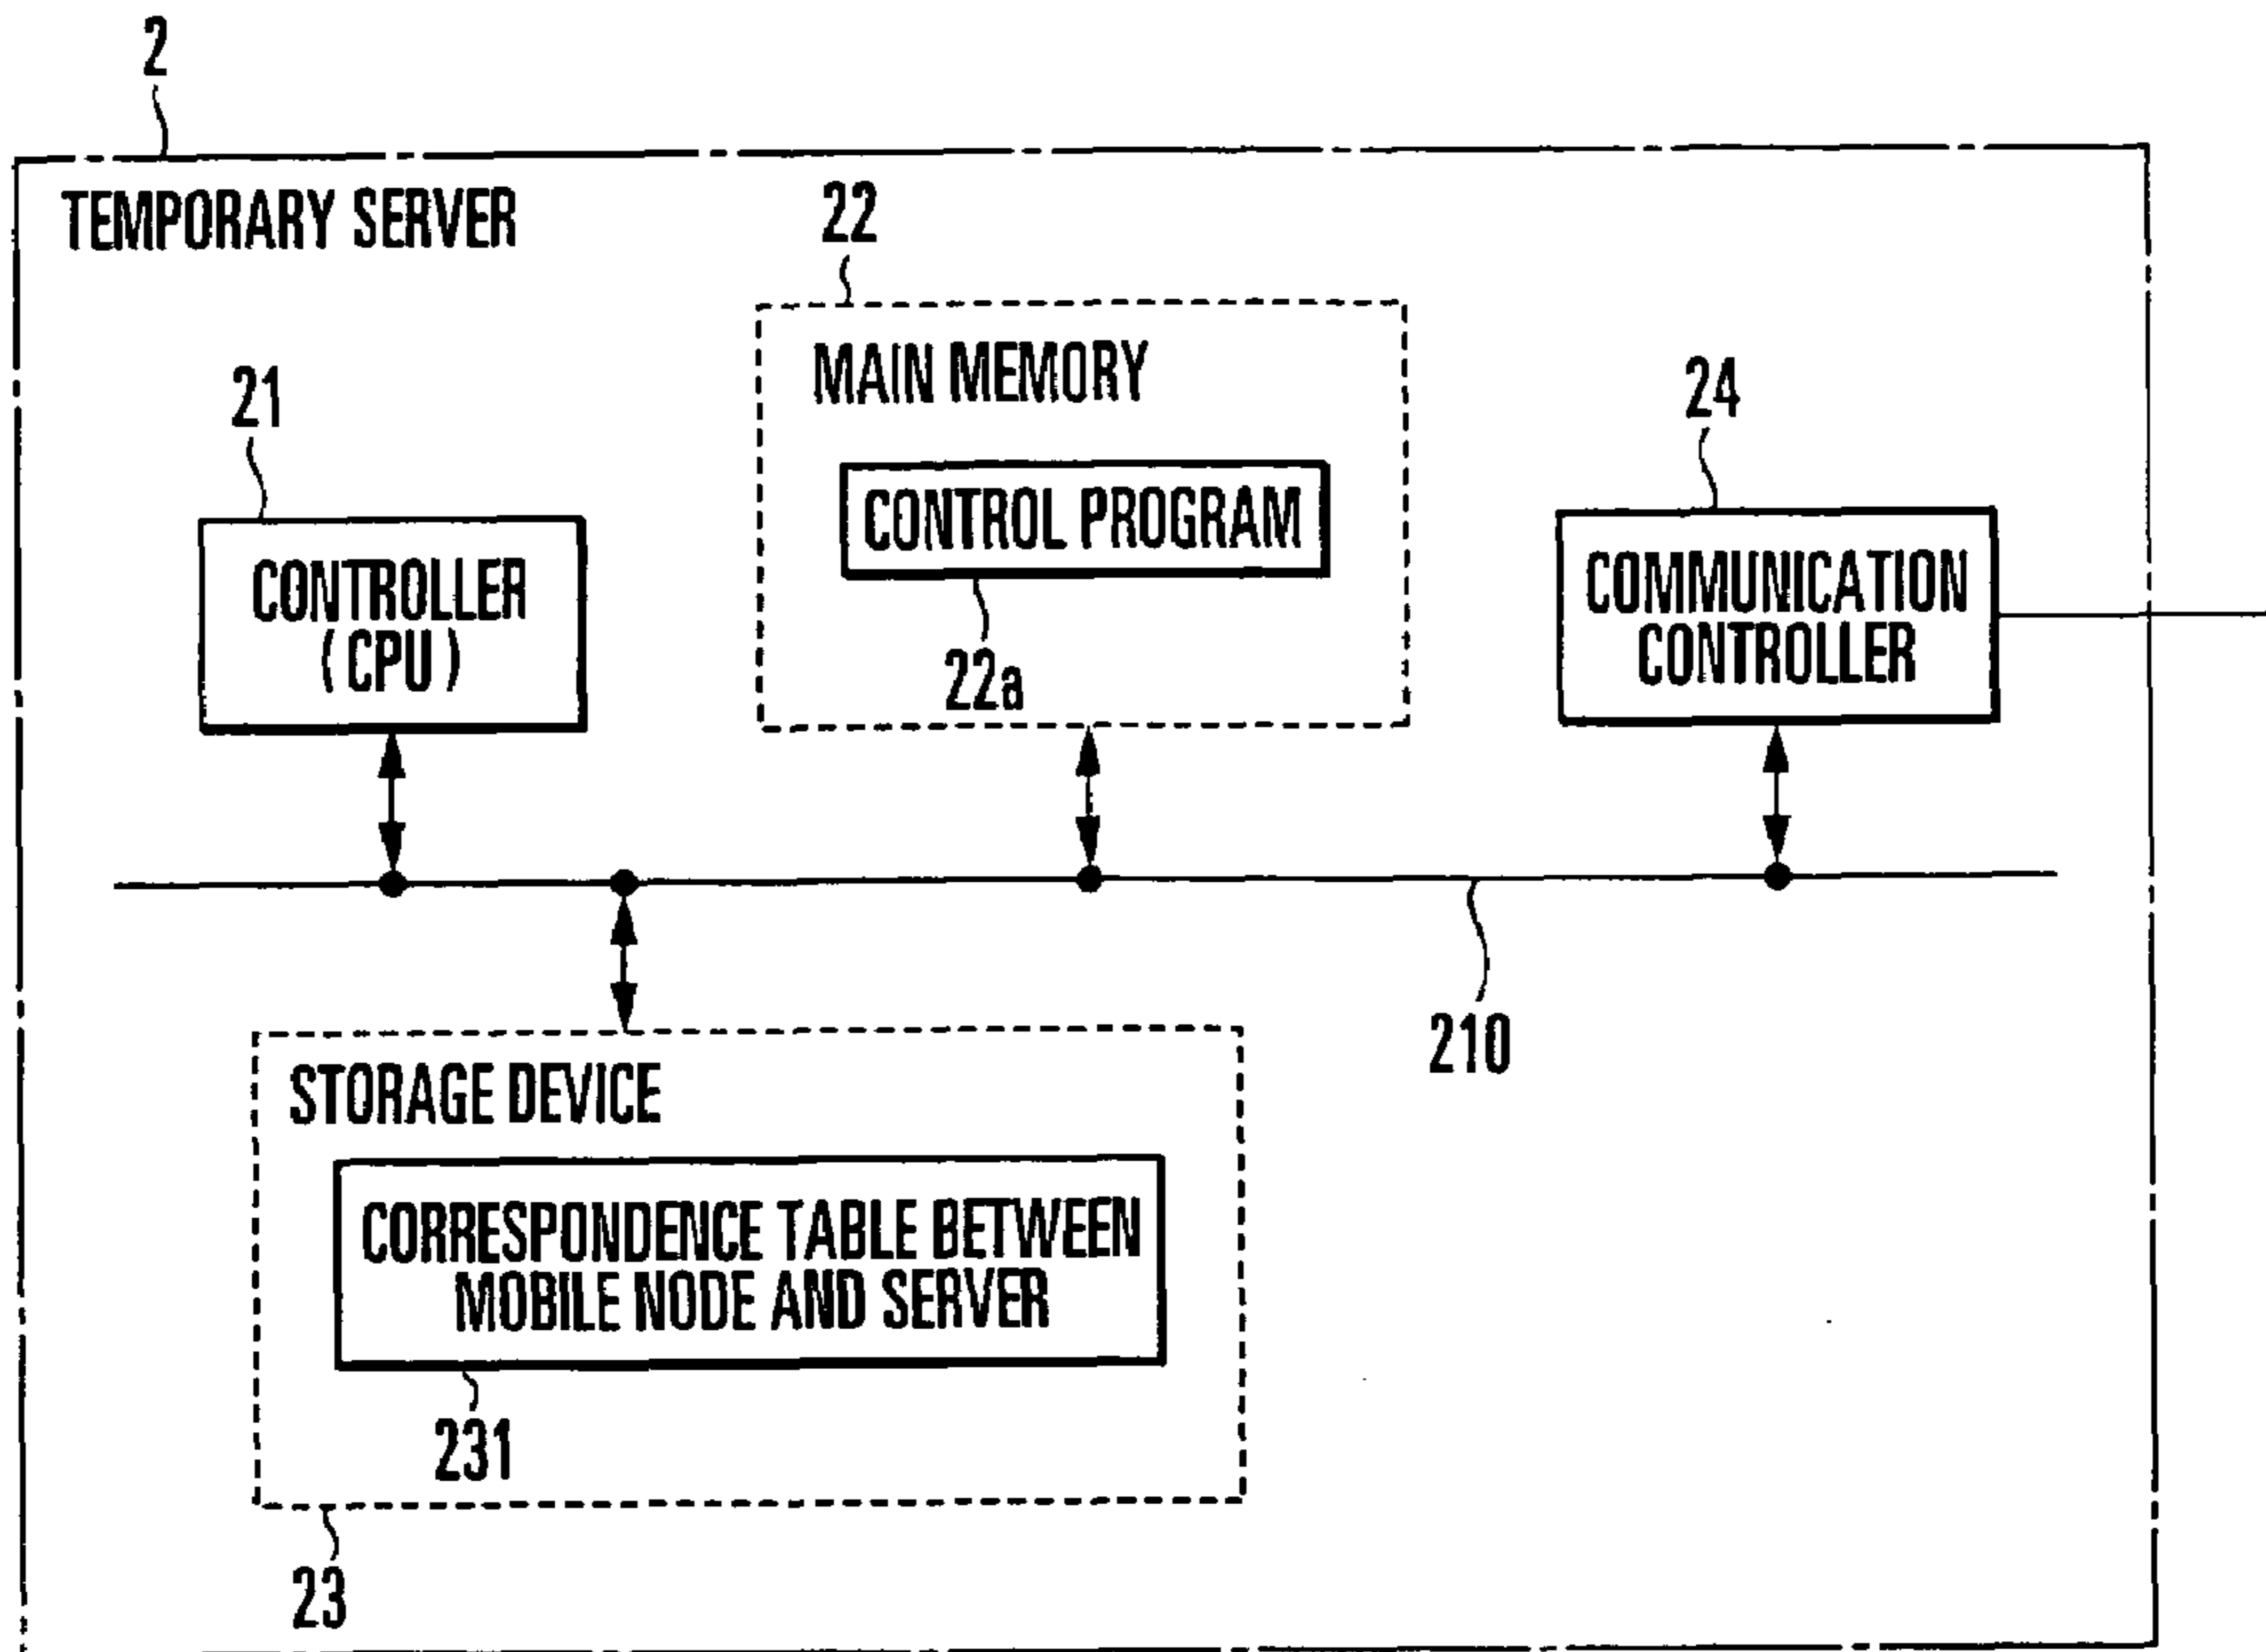 2
TEMPORARY SERVER
22
MAIN MEMORY
21
24
CONTROL PROGRAM
CONTROLLER
(CPU)
COMMUNICATION
CONTROLLER
22a
210
STORAGE DEVICE
CORRESPONDENCE TABLE BETWEEN
MOBILE NODE AND SERVER
231
23